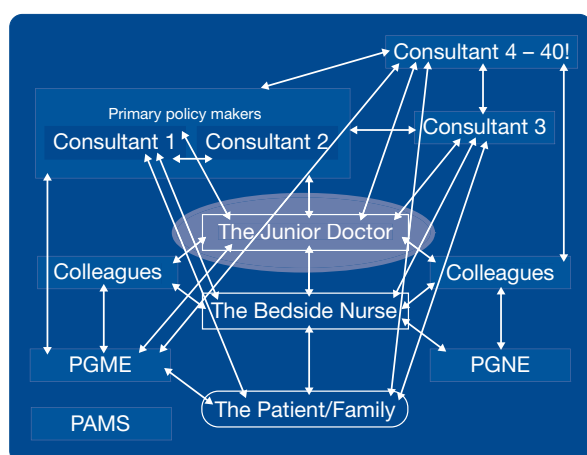 Consultant 4 – 40!
Primary policy makers
Consultant 1 Consultant 2
Consultant 3
The Junior Doctor
Colleagues
Colleagues
The Bedside Nurse
PGME
PGNE
The Patient/Family
PAMS